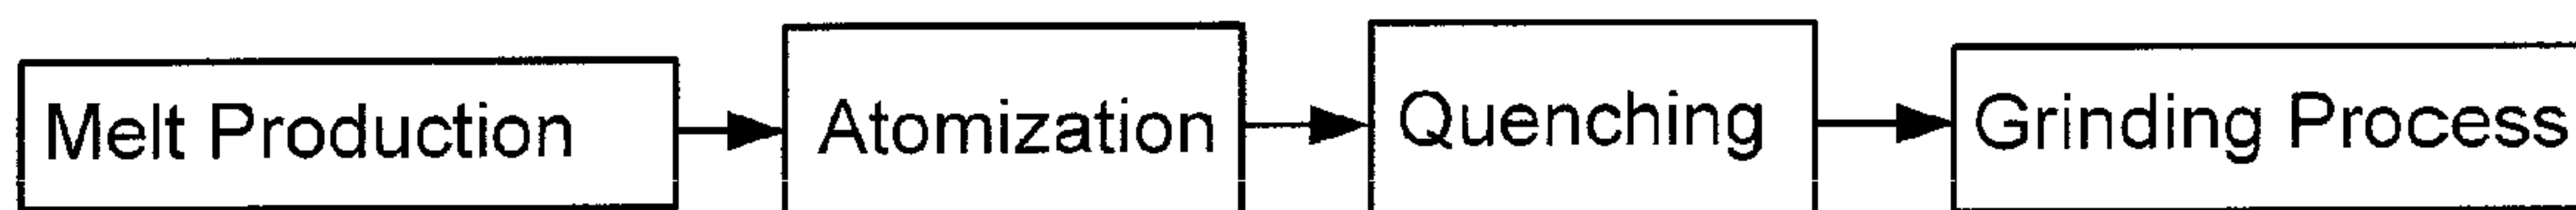 Melt Production
Atomization
Quenching
Grinding Process